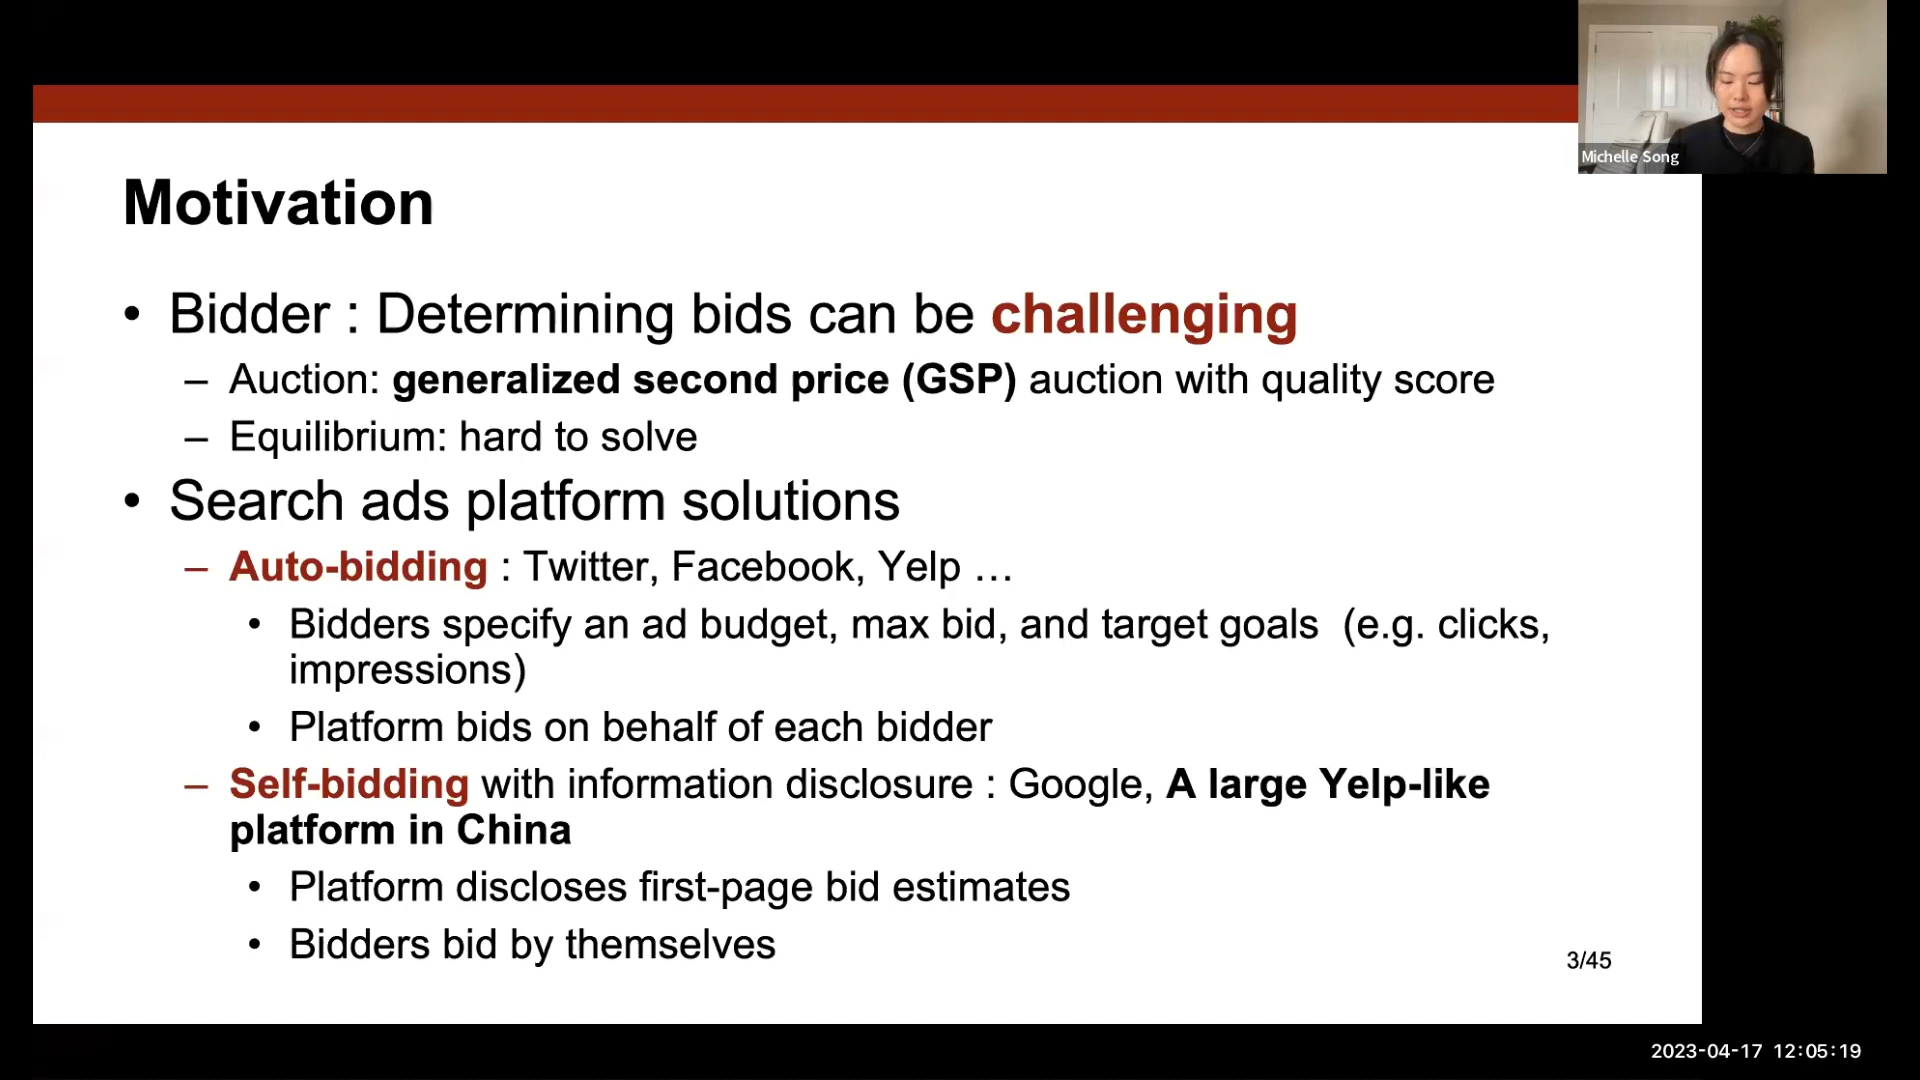 Michelle Song
Motivation
• Bidder : Determining bids can be challenging
– Auction: generalized second price (GSP) auction with quality score
– Equilibrium: hard to solve
• Search ads platform solutions
– Auto-bidding : Twitter, Facebook, Yelp …
• Bidders specify an ad budget, max bid, and target goals (e.g. clicks,
impressions)
• Platform bids on behalf of each bidder
– Self-bidding with information disclosure : Google, A large Yelp-like
platform in China
• Platform discloses first-page bid estimates
• Bidders bid by themselves
3/45
2023-04-17 12:05:19